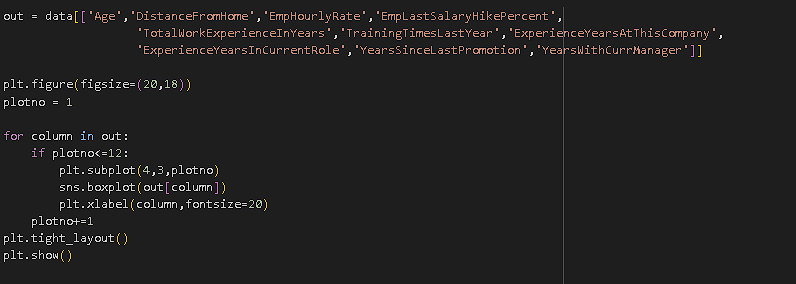 out = data[['Age','DistanceFromHome','EmpHourlyRate','EmpLastSalaryHikePercent',
                   'TotalWorkExperienceInYears','TrainingTimesLastYear','ExperienceYearsAtThisCompany',
                   'ExperienceYearsInCurrentRole','YearsSinceLastPromotion','YearsWithCurrManager']]

plt.figure(figsize=(20,18))
plotno = 1

for column in out:
    if plotno<=12:
        plt.subplot(4,3,plotno)
        sns.boxplot(out[column])
        plt.xlabel(column,fontsize=20)
    plotno+=1
plt.tight_layout()
plt.show()